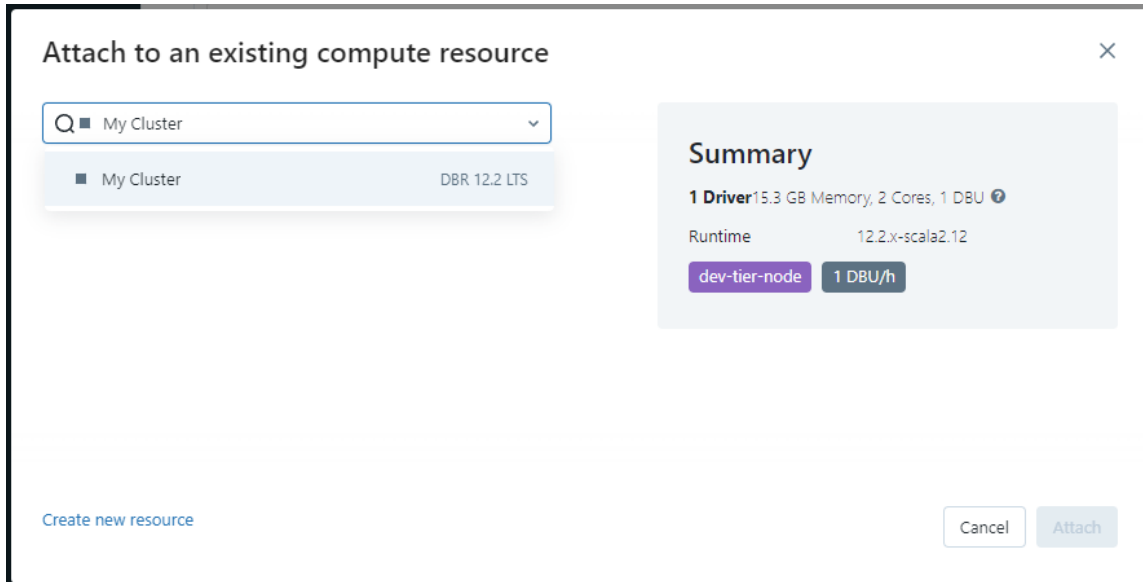 Attach to an existing compute resource
My Cluster
My Cluster DBR 12.2 LTS
Summary
1 Driver 15.3 GB Memory, 2 Cores, 1 DBU
Runtime 12.2.x-scala2.12
dev-tier-node 1 DBU/h
Create new resource
Cancel Attach